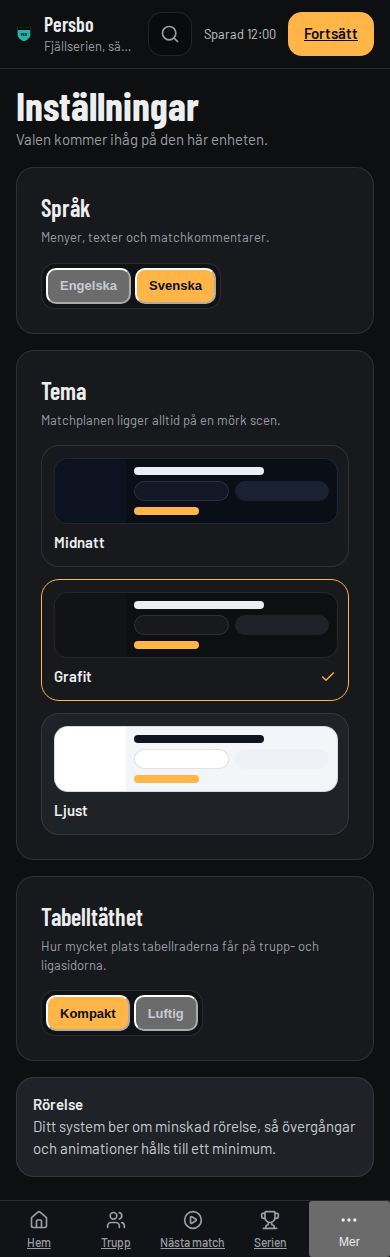 Persbo
Fjällserien, sä...
Sparad 12:00
Fortsätt
Inställningar
Valen kommer ihåg på den här enheten.
Språk
Menyer, texter och matchkommentarer.
Engelska
Svenska
Tema
Matchplanen ligger alltid på en mörk scen.
Midnatt
Grafit
Ljust
Tabelltäthet
Hur mycket plats tabellraderna får på trupp- och
ligasidorna.
Kompakt
Luftig
Rörelse
Ditt system ber om minskad rörelse, så övergångar
och animationer hålls till ett minimum.
Hem
Trupp
Nästa match
Serien
Mer